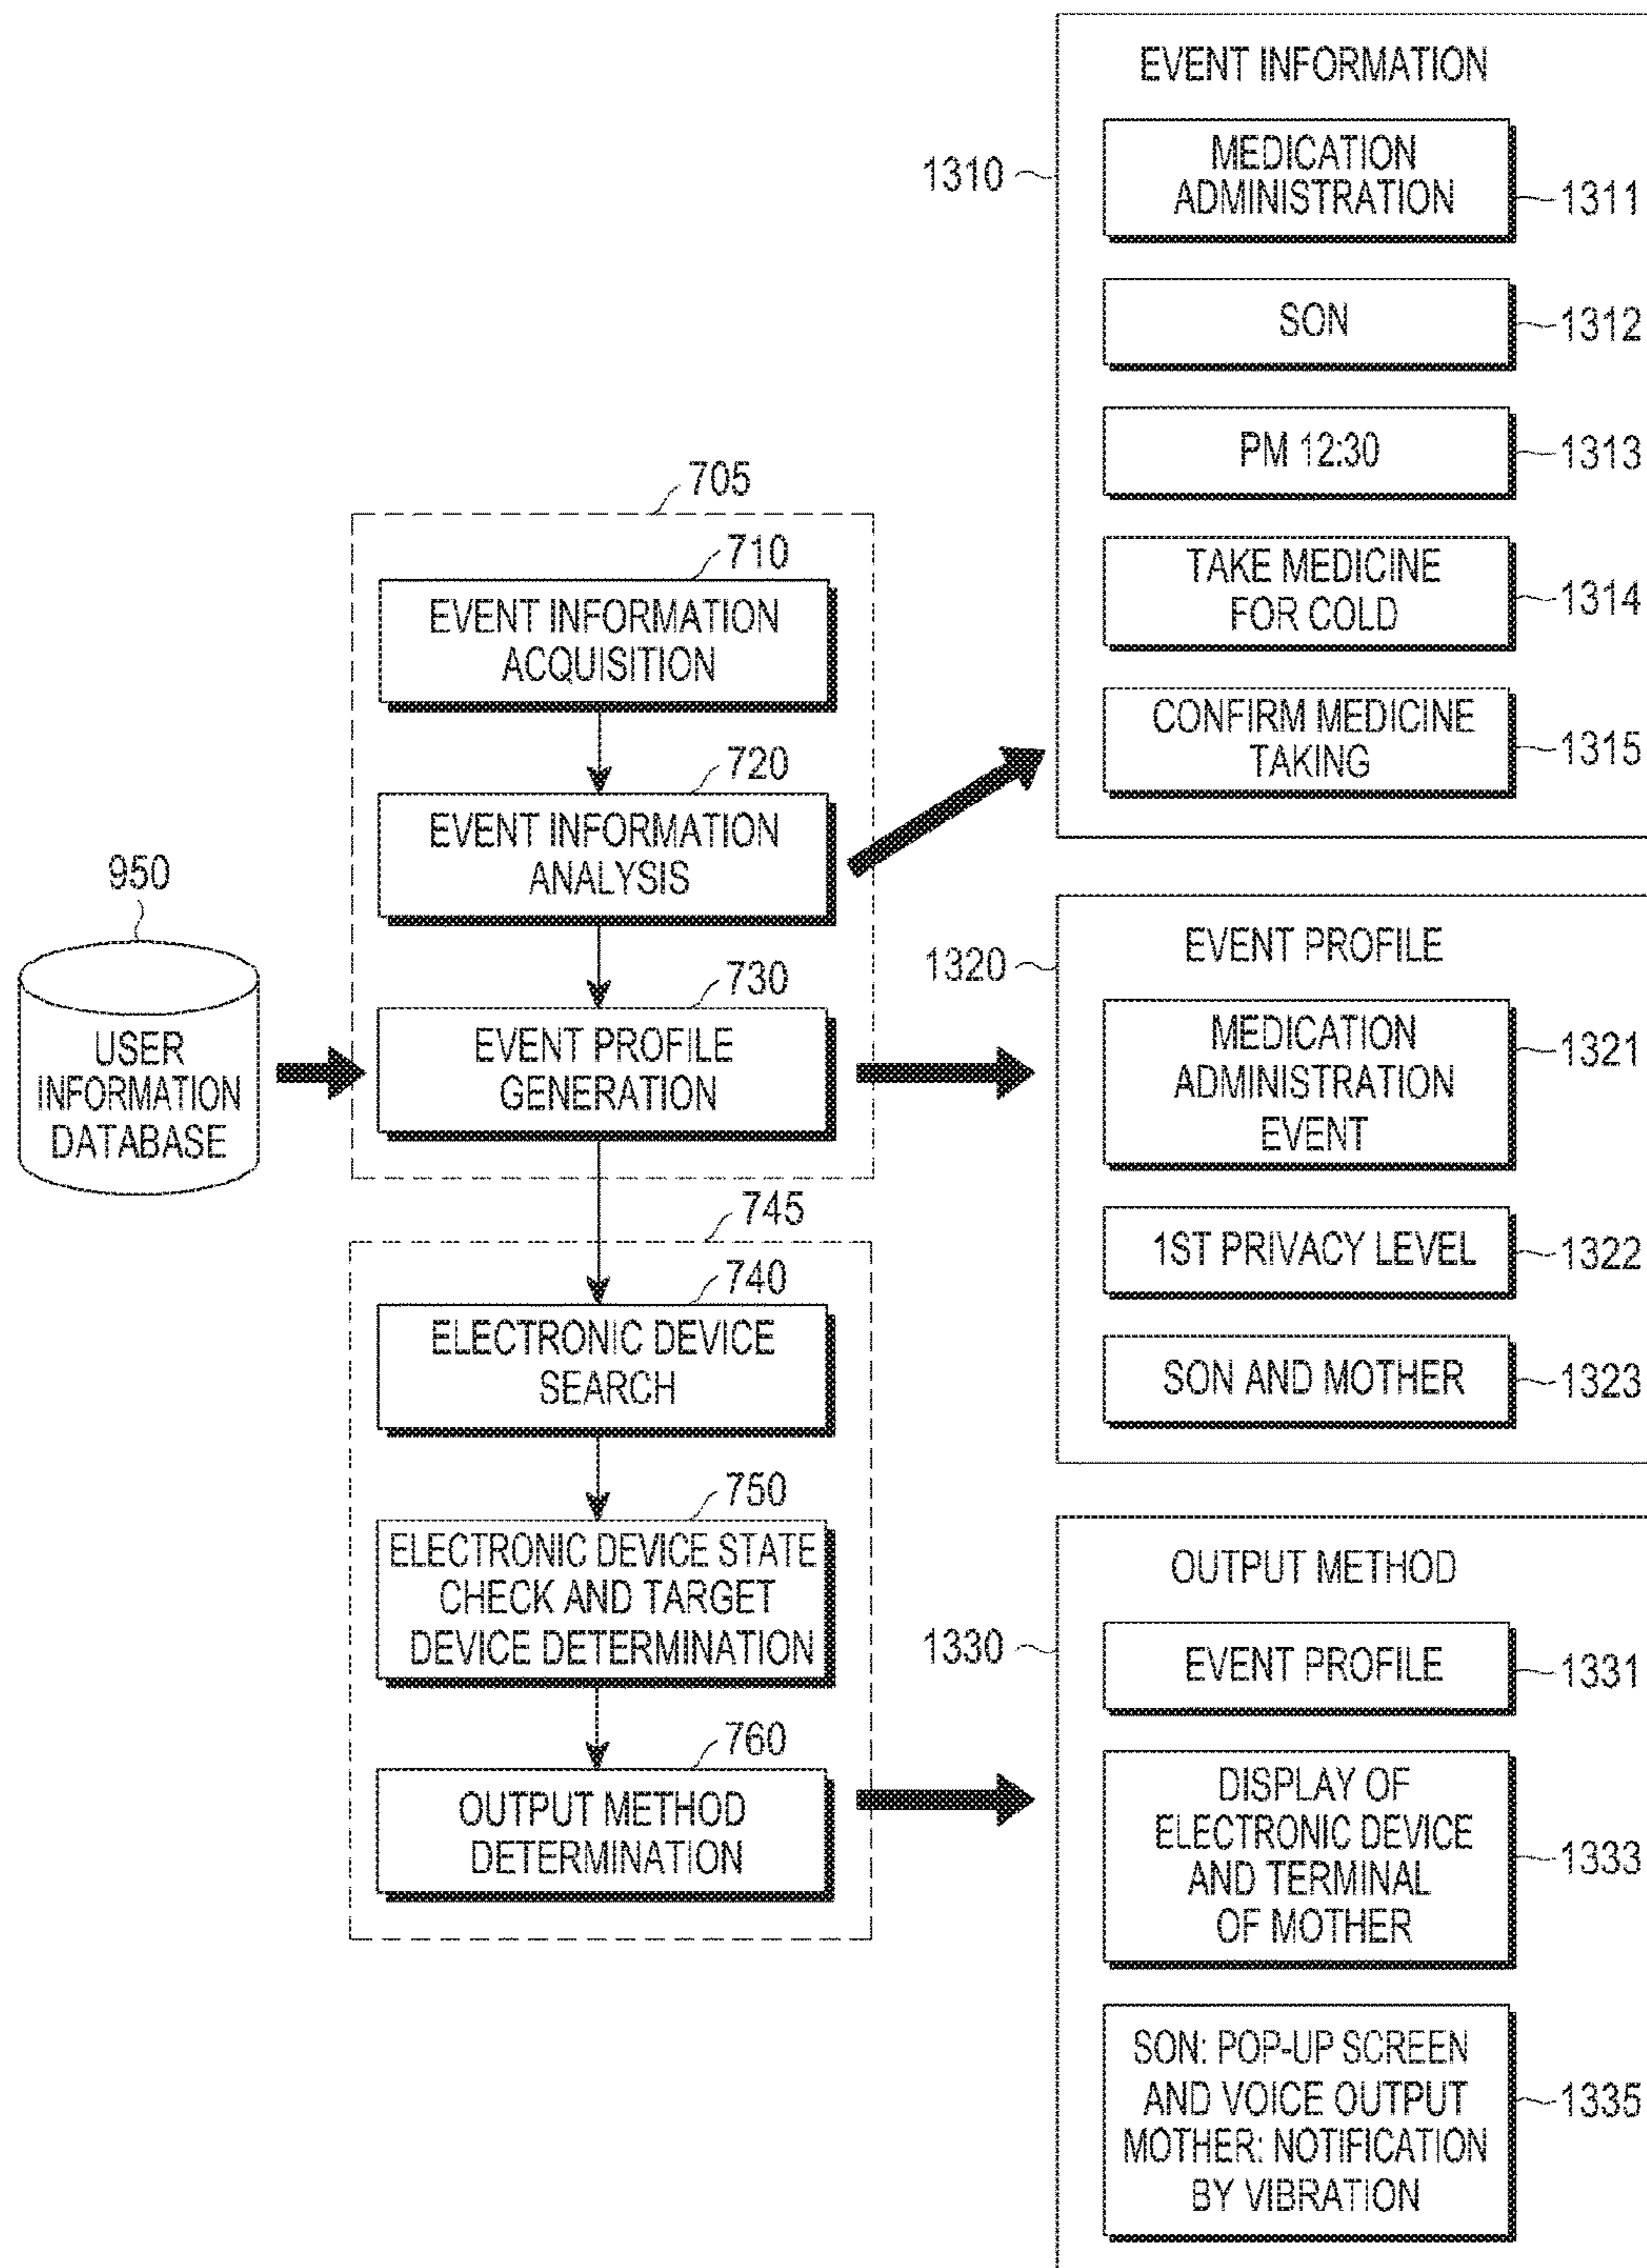 705
710
EVENT INFORMATION
ACQUISITION
720
EVENT INFORMATION
ANALYSIS
950
USER
INFORMATION
DATABASE
730
EVENT PROFILE
GENERATION
745
740
ELECTRONIC DEVICE
SEARCH
750
ELECTRONIC DEVICE STATE
CHECK AND TARGET
DEVICE DETERMINATION
760
OUTPUT METHOD
DETERMINATION
1310
EVENT INFORMATION
MEDICATION
ADMINISTRATION
1311
SON
1312
PM 12:30
1313
TAKE MEDICINE
FOR COLD
1314
CONFIRM MEDICINE
TAKING
1315
1320
EVENT PROFILE
MEDICATION
ADMINISTRATION
EVENT
1321
1ST PRIVACY LEVEL
1322
SON AND MOTHER
1323
1330
OUTPUT METHOD
EVENT PROFILE
1331
DISPLAY OF
ELECTRONIC DEVICE
AND TERMINAL
OF MOTHER
1333
SON: POP-UP SCREEN
AND VOICE OUTPUT
MOTHER: NOTIFICATION
BY VIBRATION
1335